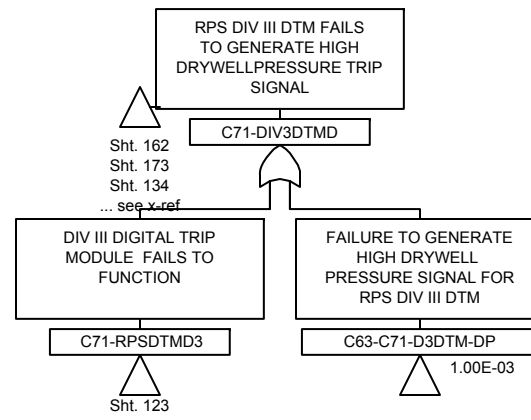 RPS DIV III DTM FAILS
TO GENERATE HIGH
DRYWELLPRESSURE TRIP
SIGNAL
C71-DIV3DTMD
Sht. 162
Sht. 173
Sht. 134
... see x-ref
DIV III DIGITAL TRIP
MODULE FAILS TO
FUNCTION
C71-RPSDTMD3
Sht. 123
FAILURE TO GENERATE
HIGH DRYWELL
PRESSURE SIGNAL FOR
RPS DIV III DTM
C63-C71-D3DTM-DP
1.00E-03